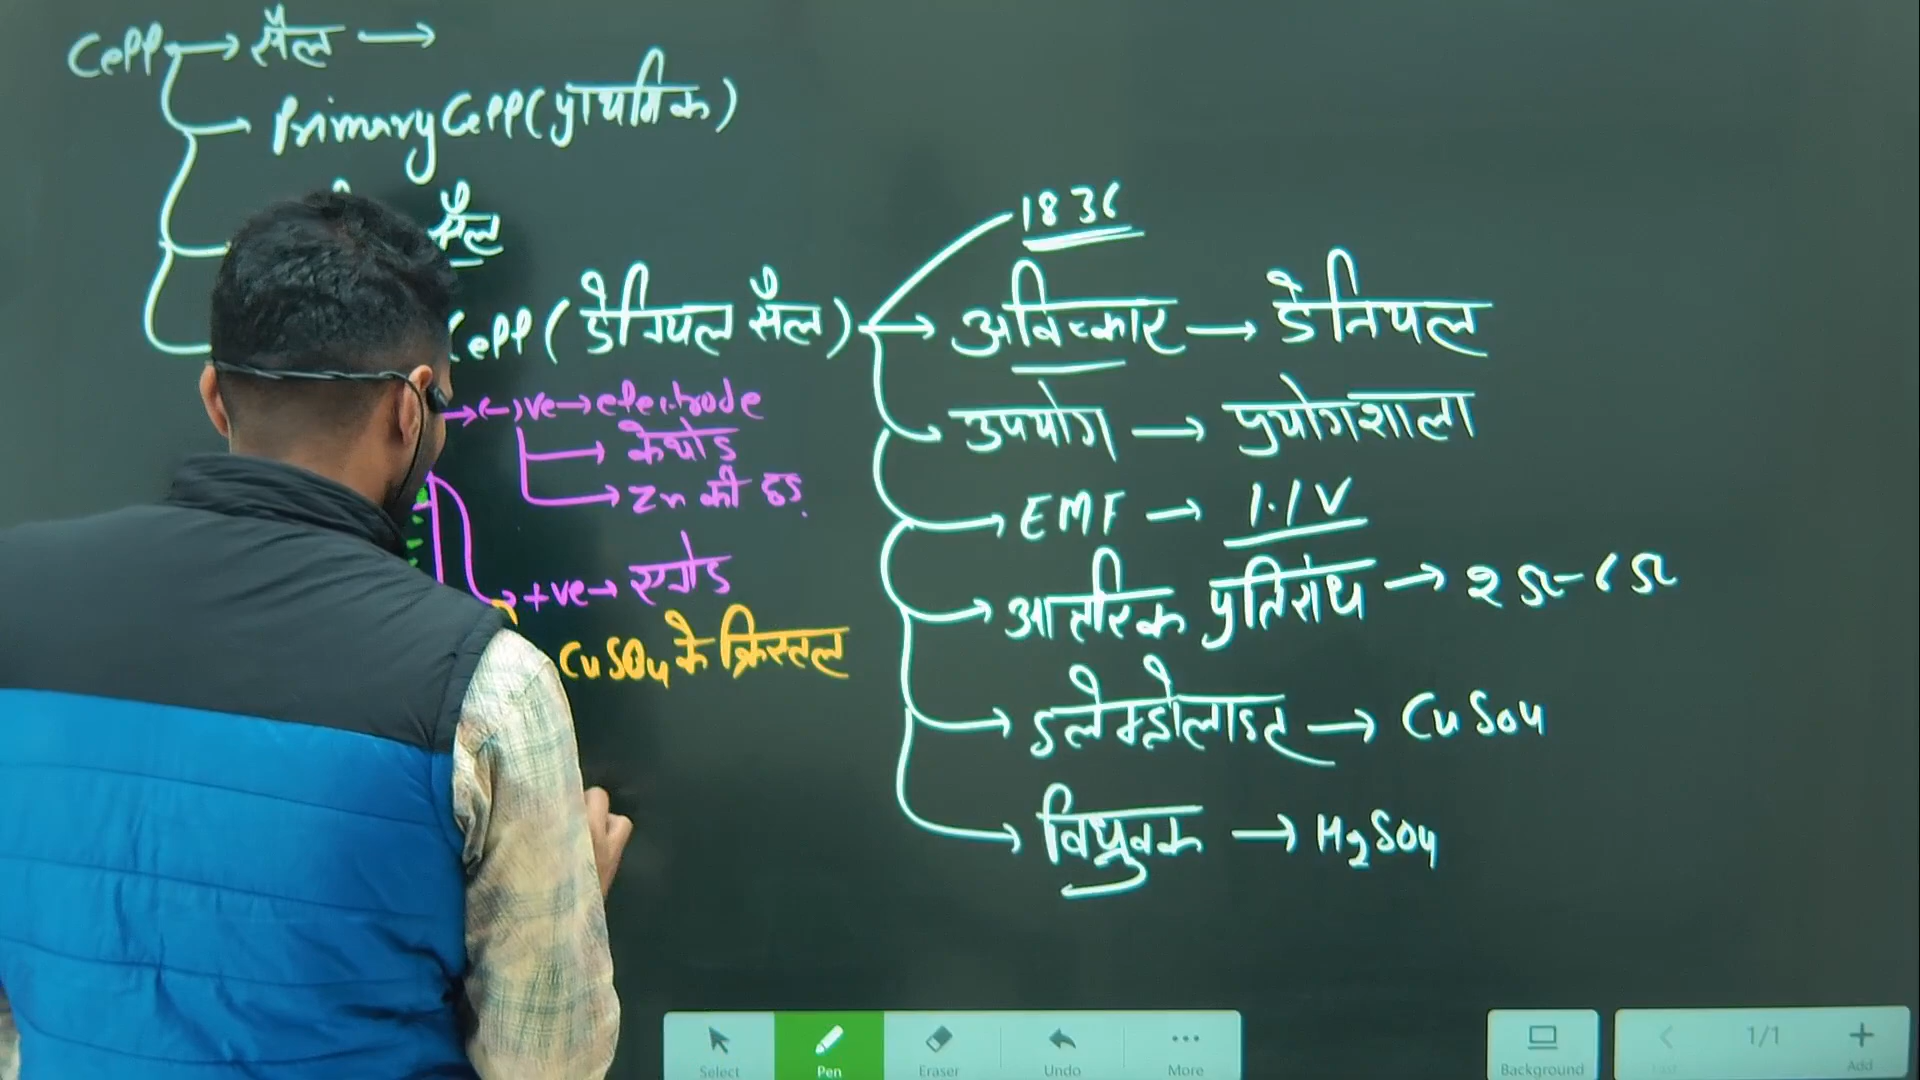 Cell → सैल →
Primary Cell (प्राथमिक)
सैल
1836
Cell (डेनियल सैल)
अविष्कार → डेनियल
(-)ve → electrode
केथोड
Zn की छड़
उपयोग → प्रयोगशाला
EMF → 1.1V
+ve → एनोड
आंतरिक प्रतिरोध → 2Ω-6Ω
CuSO4 के क्रिस्टल
इलेक्ट्रोलाइट → CuSO4
विध्रुवक → H2SO4
Select
Pen
Eraser
Undo
More
Background
1/1
Add